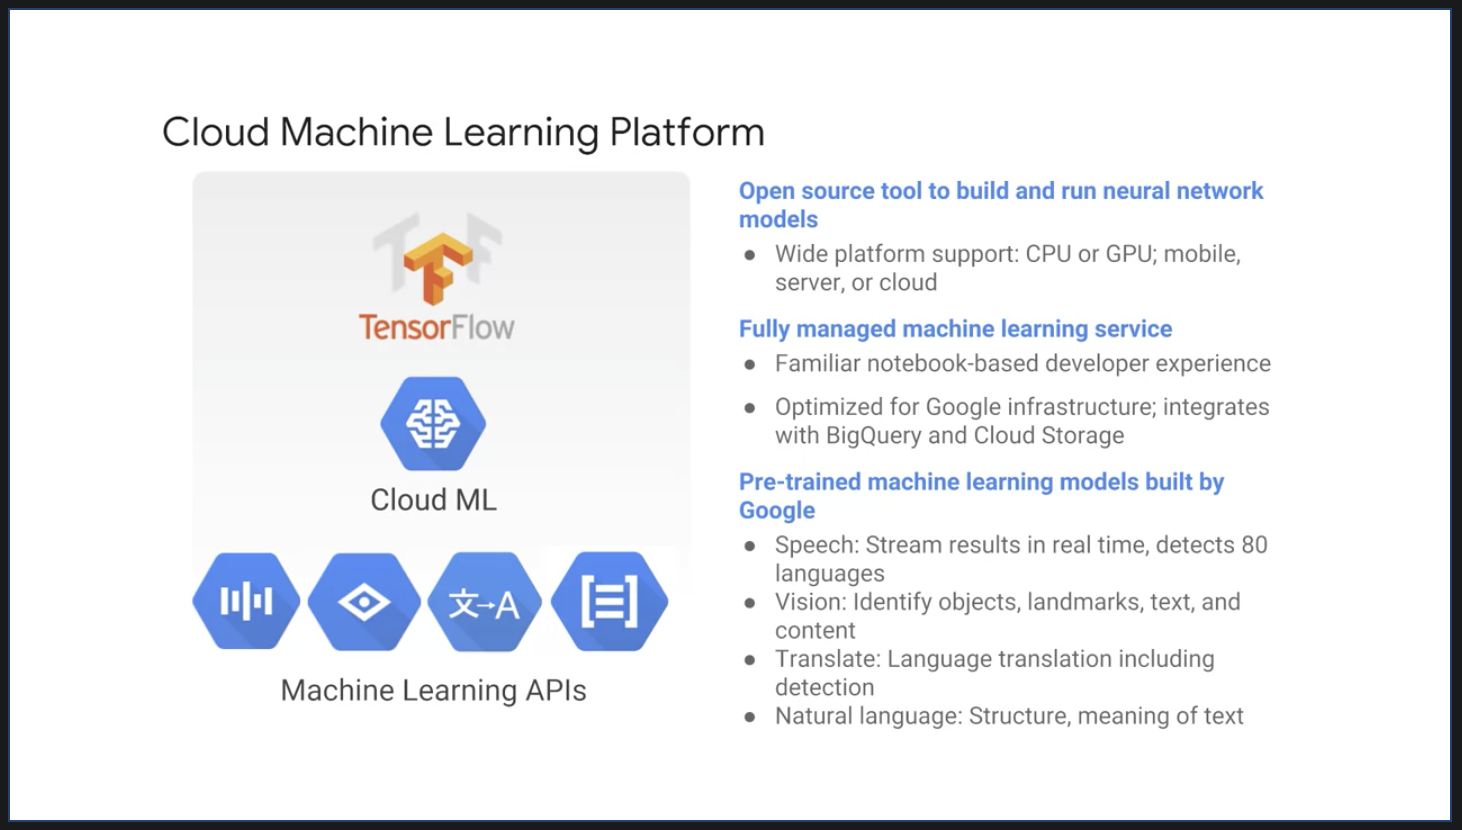 Cloud Machine Learning Platform
TensorFlow
Cloud ML
文→A
Machine Learning APIs
Open source tool to build and run neural network
models
● Wide platform support: CPU or GPU; mobile,
server, or cloud
Fully managed machine learning service
● Familiar notebook-based developer experience
● Optimized for Google infrastructure; integrates
with BigQuery and Cloud Storage
Pre-trained machine learning models built by
Google
● Speech: Stream results in real time, detects 80
languages
● Vision: Identify objects, landmarks, text, and
content
● Translate: Language translation including
detection
● Natural language: Structure, meaning of text